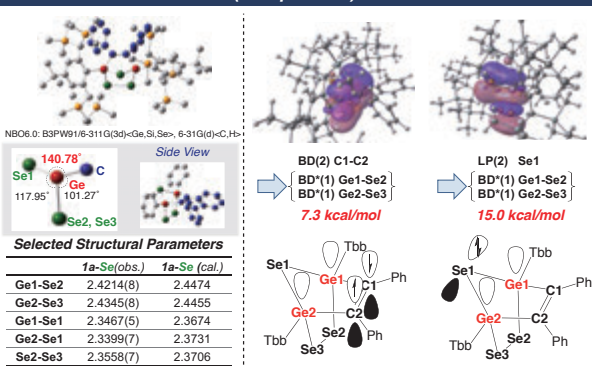 NBO6.0: B3PW91/6-311G(3d)<Ge,Si,Se>, 6-31G(d)<C,H>
140.78°
Se1
C
Ge
117.95°
101.27°
Se2, Se3
Side View
Selected Structural Parameters
1a-Se(obs.) 1a-Se (cal.)
Ge1-Se2 2.4214(8) 2.4474
Ge2-Se3 2.4345(8) 2.4455
Ge1-Se1 2.3467(5) 2.3674
Ge2-Se1 2.3399(7) 2.3731
Se2-Se3 2.3558(7) 2.3706
BD(2) C1-C2
BD*(1) Ge1-Se2
BD*(1) Ge2-Se3
7.3 kcal/mol
Tbb
Se1
Ge1
C1
Ph
Ge2
C2
Tbb
Se2
Ph
Se3
LP(2) Se1
BD*(1) Ge1-Se2
BD*(1) Ge2-Se3
15.0 kcal/mol
Tbb
Se1
Ge1
C1
Ph
Ge2
C2
Tbb
Se2
Ph
Se3